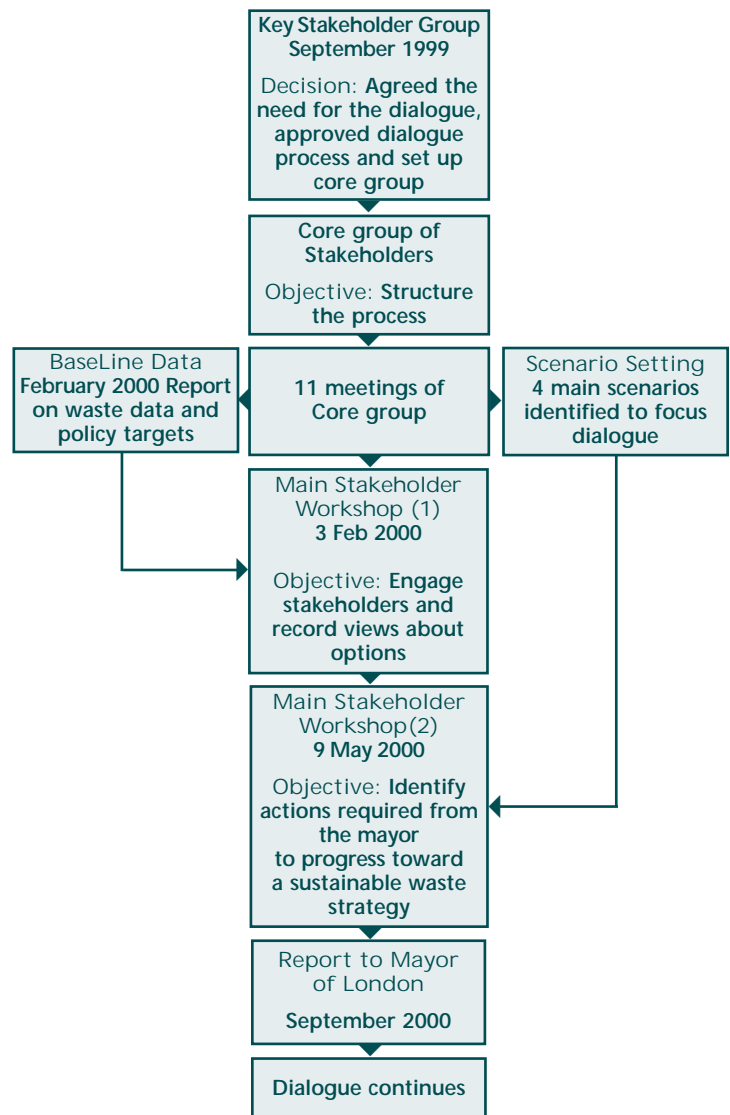 Key Stakeholder Group
September 1999
Decision: Agreed the
need for the dialogue,
approved dialogue
process and set up
core group
Core group of
Stakeholders
Objective: Structure
the process
BaseLine Data
February 2000 Report
on waste data and
policy targets
11 meetings of
Core group
Scenario Setting
4 main scenarios
identified to focus
dialogue
Main Stakeholder
Workshop (1)
3 Feb 2000
Objective: Engage
stakeholders and
record views about
options
Main Stakeholder
Workshop(2)
9 May 2000
Objective: Identify
actions required from
the mayor
to progress toward
a sustainable waste
strategy
Report to Mayor
of London
September 2000
Dialogue continues